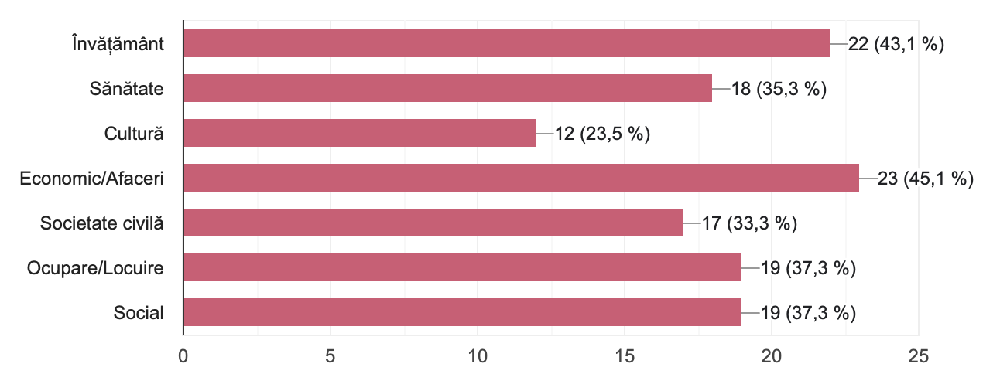 Învățământ 22 (43,1 %)
Sănătate 18 (35,3 %)
Cultură 12 (23,5 %)
Economic/Afaceri 23 (45,1 %)
Societate civilă 17 (33,3 %)
Ocupare/Locuire 19 (37,3 %)
Social 19 (37,3 %)
0 5 10 15 20 25